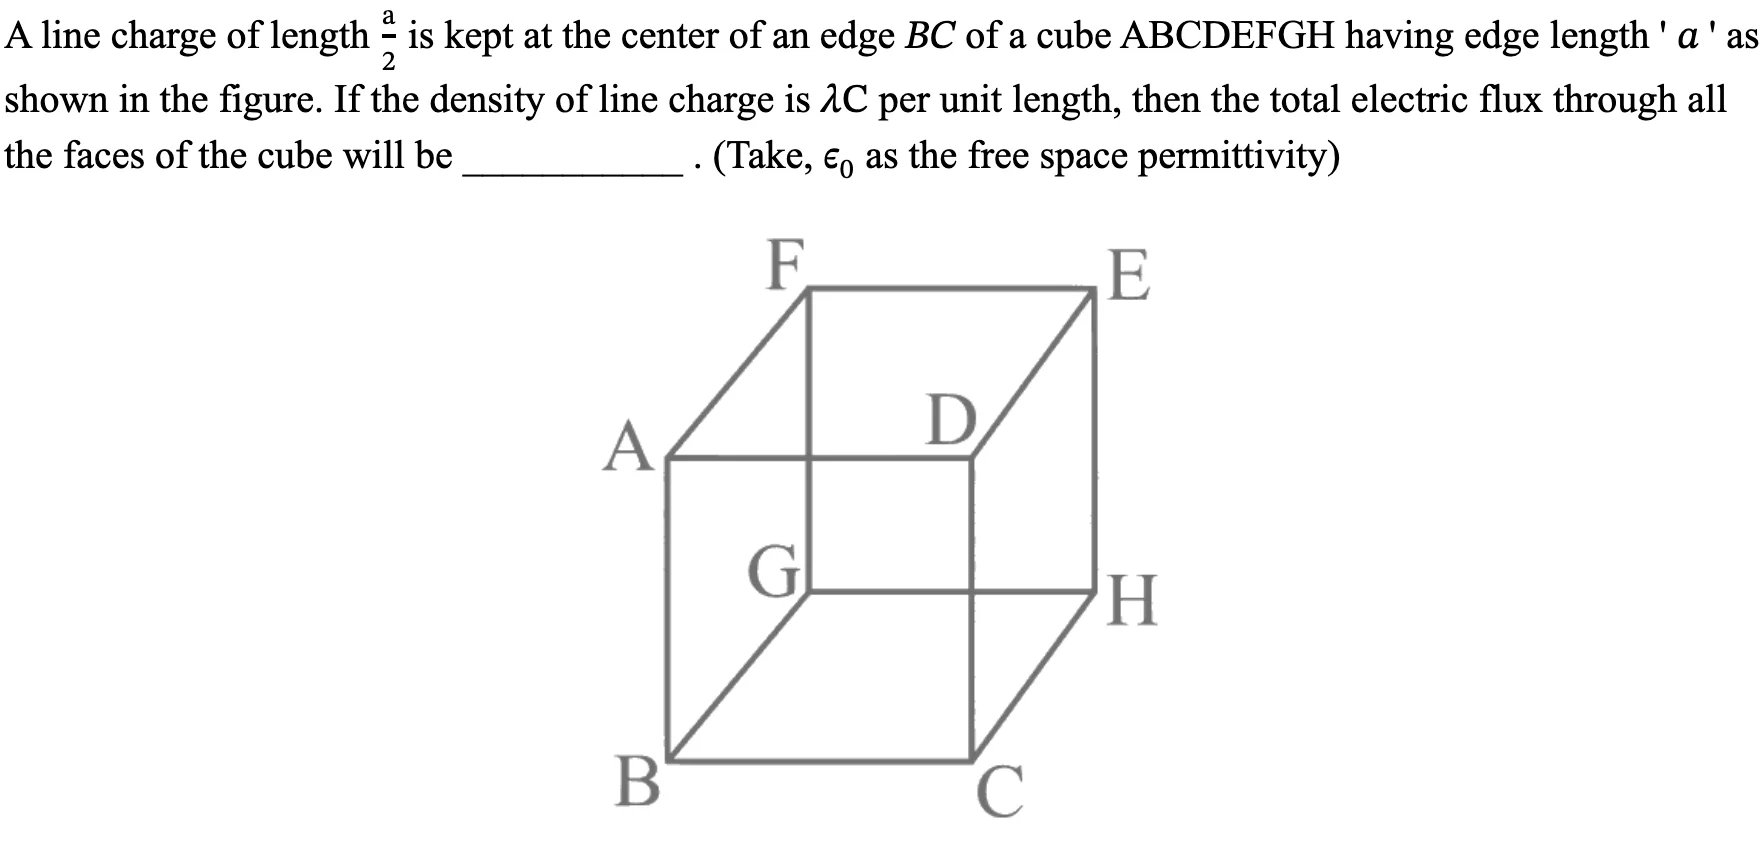 A line charge of length a/2 is kept at the center of an edge BC of a cube ABCDEFGH having edge length ' a ' as
shown in the figure. If the density of line charge is λC per unit length, then the total electric flux through all
the faces of the cube will be ___________ . (Take, ϵ₀ as the free space permittivity)
F
E
A
D
G
H
B
C